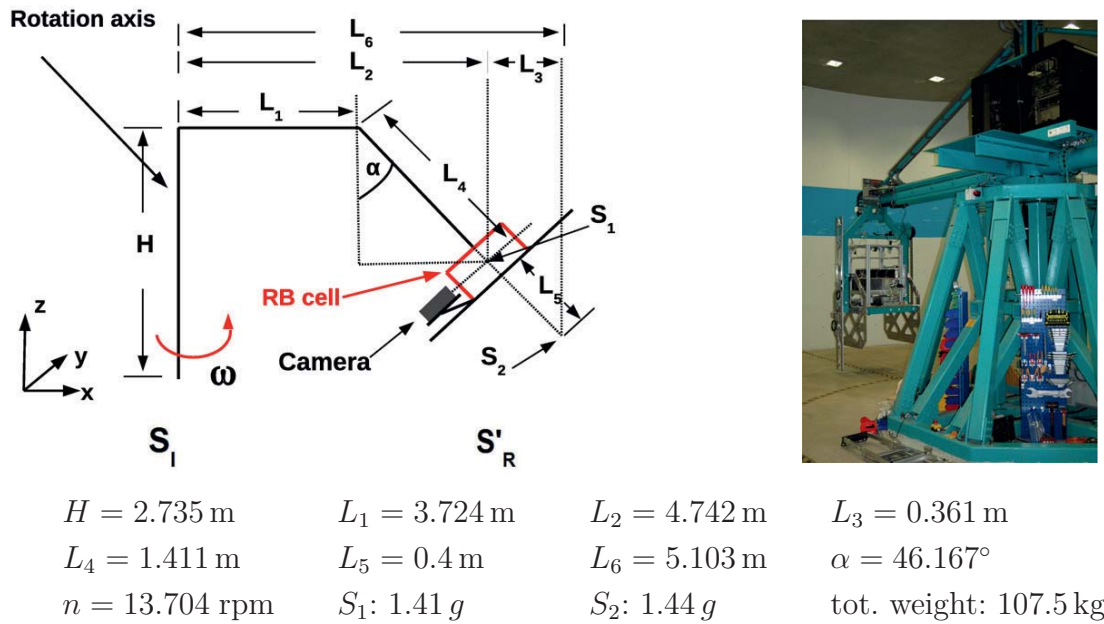 Rotation axis
L₆
L₂
L₃
L₁
α
L₄
S₁
H
RB cell
L₅
z
y
x
ω
Camera
S₂
S_I
S'_R
H = 2.735 m L₁ = 3.724 m L₂ = 4.742 m L₃ = 0.361 m
L₄ = 1.411 m L₅ = 0.4 m L₆ = 5.103 m α = 46.167°
n = 13.704 rpm S₁: 1.41 g S₂: 1.44 g tot. weight: 107.5 kg